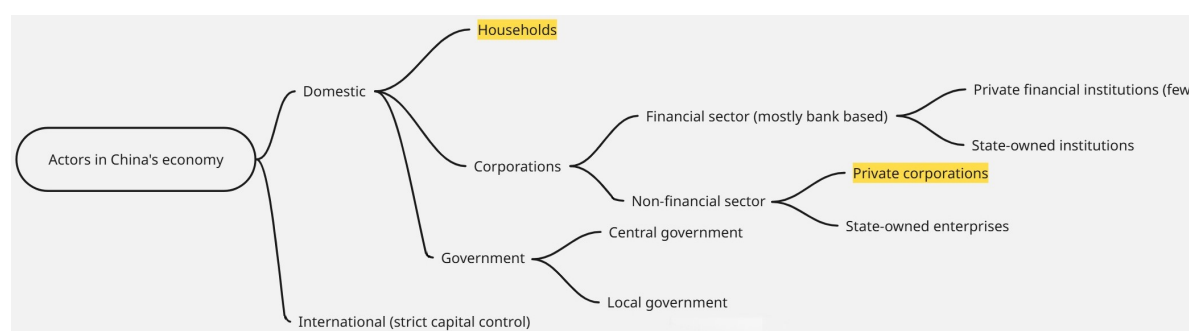 Actors in China's economy
Domestic
Households
Corporations
Financial sector (mostly bank based)
Private financial institutions (few
State-owned institutions
Non-financial sector
Private corporations
State-owned enterprises
Government
Central government
Local government
International (strict capital control)